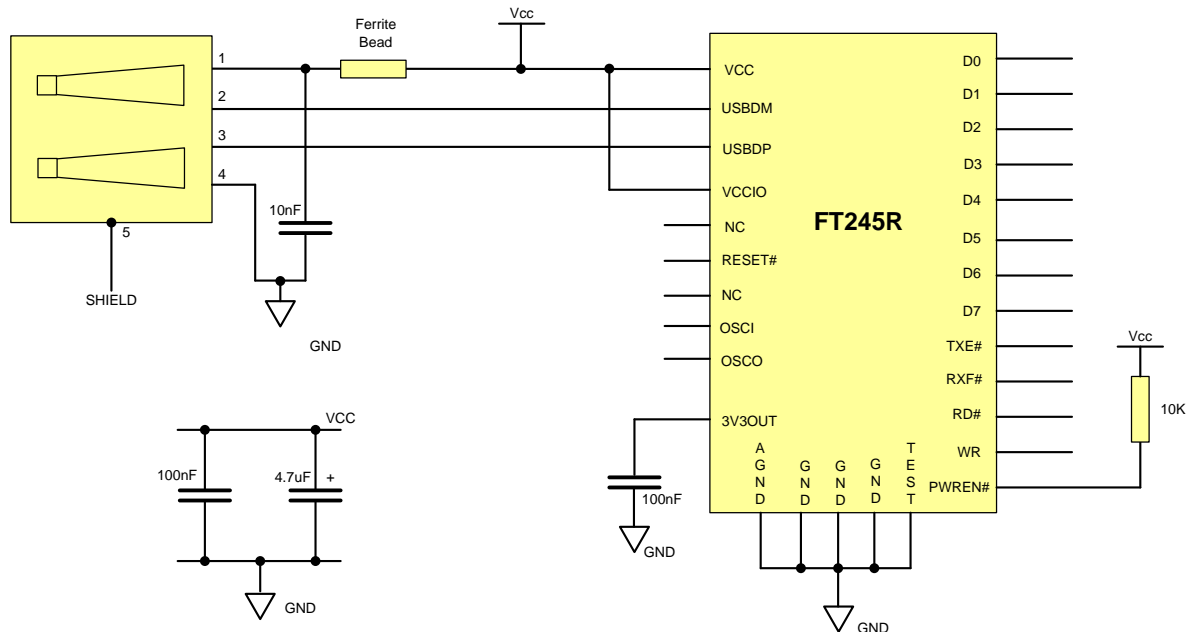 Vcc
Ferrite
Bead
1
2
3
4
5
SHIELD
10nF
GND
VCC
USBDM
USBDP
VCCIO
NC
RESET#
NC
OSCI
OSCO
3V3OUT
FT245R
D0
D1
D2
D3
D4
D5
D6
D7
TXE#
RXF#
RD#
WR
PWREN#
Vcc
10K
AGND
GND
GND
GND
TEST
100nF
GND
GND
VCC
100nF
4.7uF +
GND